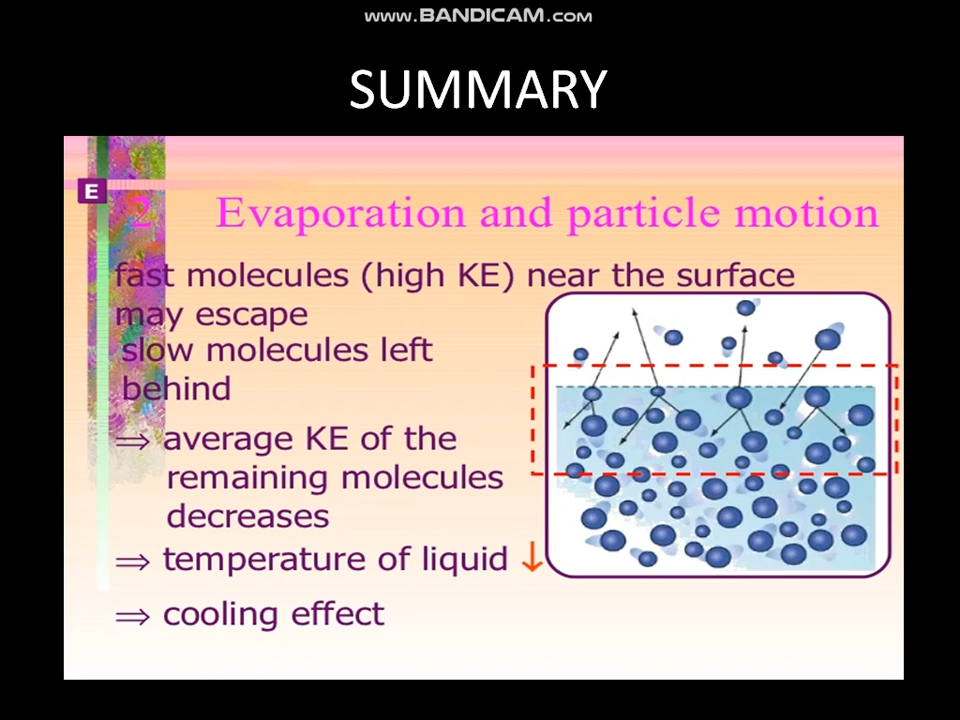 www.BANDICAM.com
SUMMARY
E
2 Evaporation and particle motion
fast molecules (high KE) near the surface
may escape
slow molecules left
behind
⇒ average KE of the
remaining molecules
decreases
⇒ temperature of liquid ↓
⇒ cooling effect